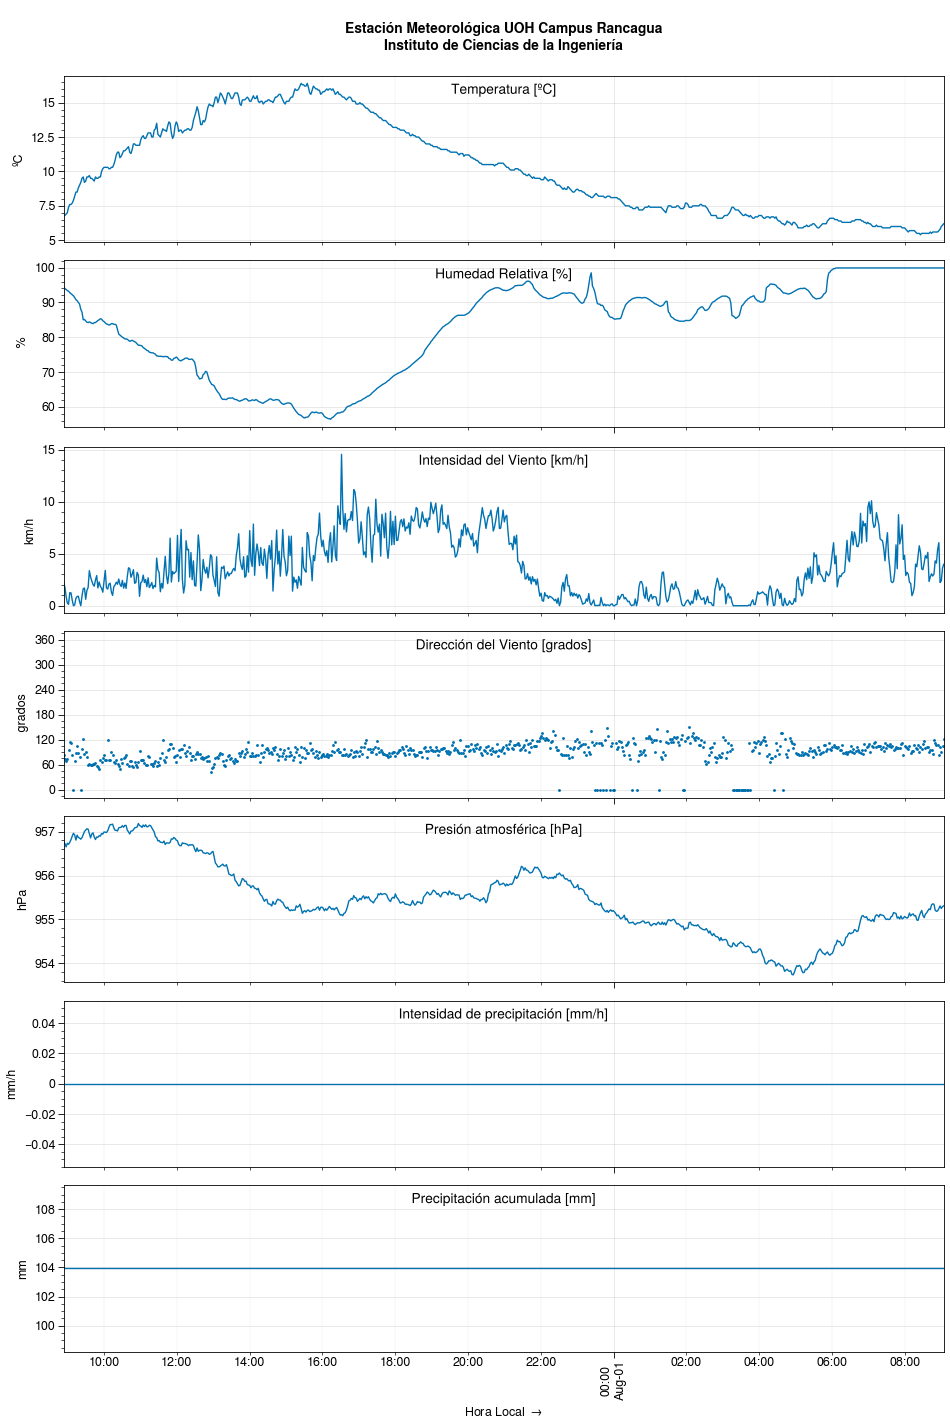 Estación Meteorológica UOH Campus Rancagua
Instituto de Ciencias de la Ingeniería
Temperatura [ºC]
ºC
15
12.5
10
7.5
5
Humedad Relativa [%]
%
100
90
80
70
60
Intensidad del Viento [km/h]
km/h
15
10
5
0
Dirección del Viento [grados]
grados
360
300
240
180
120
60
0
Presión atmosférica [hPa]
hPa
957
956
955
954
Intensidad de precipitación [mm/h]
mm/h
0.04
0.02
0
−0.02
−0.04
Precipitación acumulada [mm]
mm
108
106
104
102
100
10:00 12:00 14:00 16:00 18:00 20:00 22:00 00:00 02:00 04:00 06:00 08:00
Aug-01
Hora Local →